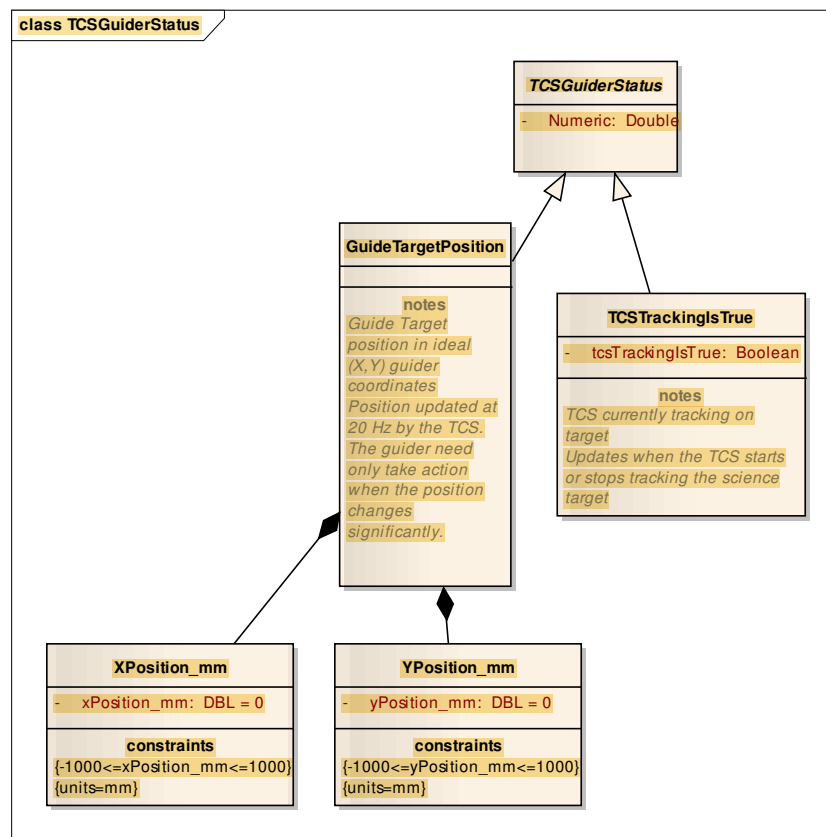 class TCSGuiderStatus
TCSGuiderStatus
- Numeric: Double
GuideTargetPosition
notes
Guide Target
position in ideal
(X,Y) guider
coordinates
Position updated at
20 Hz by the TCS.
The guider need
only take action
when the position
changes
significantly.
TCSTrackingIsTrue
- tcsTrackingIsTrue: Boolean
notes
TCS currently tracking on
target
Updates when the TCS starts
or stops tracking the science
target
XPosition_mm
- xPosition_mm: DBL = 0
constraints
{-1000<=xPosition_mm<=1000}
{units=mm}
YPosition_mm
- yPosition_mm: DBL = 0
constraints
{-1000<=yPosition_mm<=1000}
{units=mm}